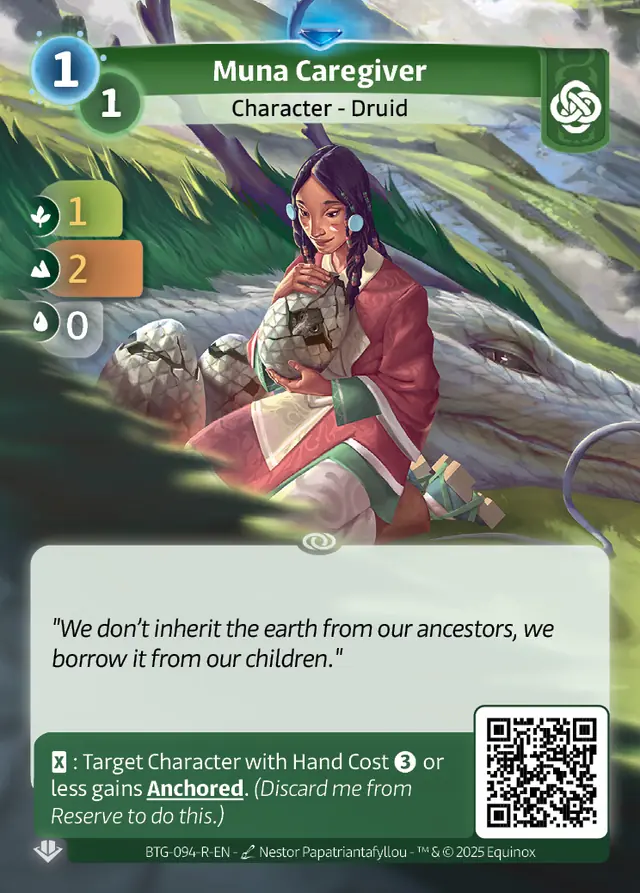 1
Muna Caregiver
1
Character - Druid
1
2
0
"We don't inherit the earth from our ancestors, we
borrow it from our children."
X : Target Character with Hand Cost 3 or
less gains Anchored. (Discard me from
Reserve to do this.)
BTG-094-R-EN - Nestor Papatriantafyllou - ™ & © 2025 Equinox